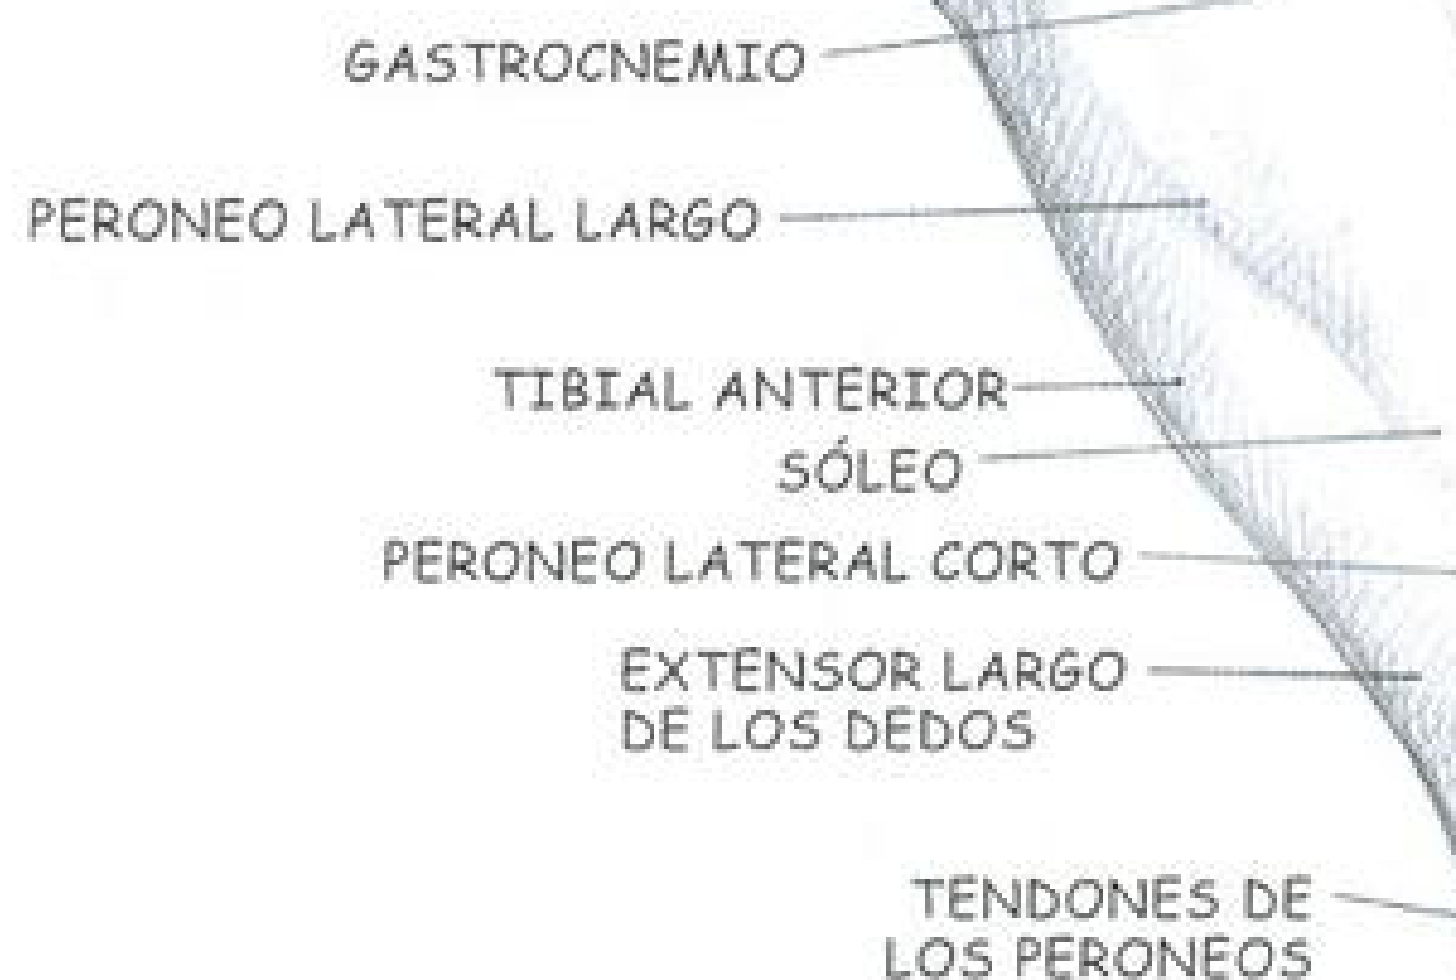 GASTROCNEMIO
PERONEO LATERAL LARGO
TIBIAL ANTERIOR
SÓLEO
PERONEO LATERAL CORTO
EXTENSOR LARGO
DE LOS DEDOS
TENDONES DE
LOS PERONEOS